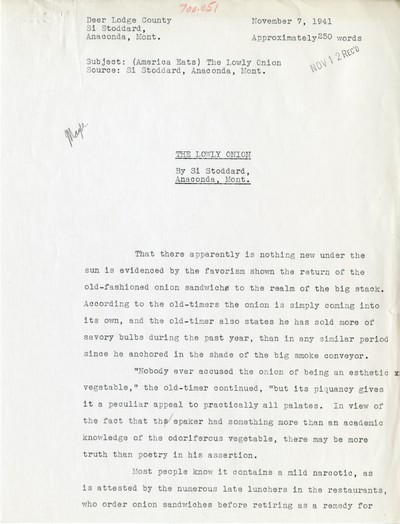 700.051
Deer Lodge County November 7, 1941
Si Stoddard,
Anaconda, Mont. Approximately 250 words
NOV 12 Rec'd
Subject: (America Eats) The Lowly Onion
Source: Si Stoddard, Anaconda, Mont.
THE LOWLY ONION
By Si Stoddard,
Anaconda, Mont.
That there apparently is nothing new under the
sun is evidenced by the favorism shown the return of the
old-fashioned onion sandwichs to the realm of the big stack.
According to the old-timers the onion is simply coming into
its own, and the old-timer also states he has sold more of
savory bulbs during the past year, than in any similar period
since he anchored in the shade of the big smoke conveyor.
"Nobody ever accused the onion of being an esthetic x
vegetable," the old-timer continued, "but its piquancy gives
it a peculiar appeal to practically all palates. In view of
the fact that the epaker had something more than an academic
knowledge of the odoriferous vegetable, there may be more
truth than poetry in his assertion.
Most people know it contains a mild narcotic, as
is attested by the numerous late lunchers in the restaurants,
who order onion sandwiches before retiring as a remedy for